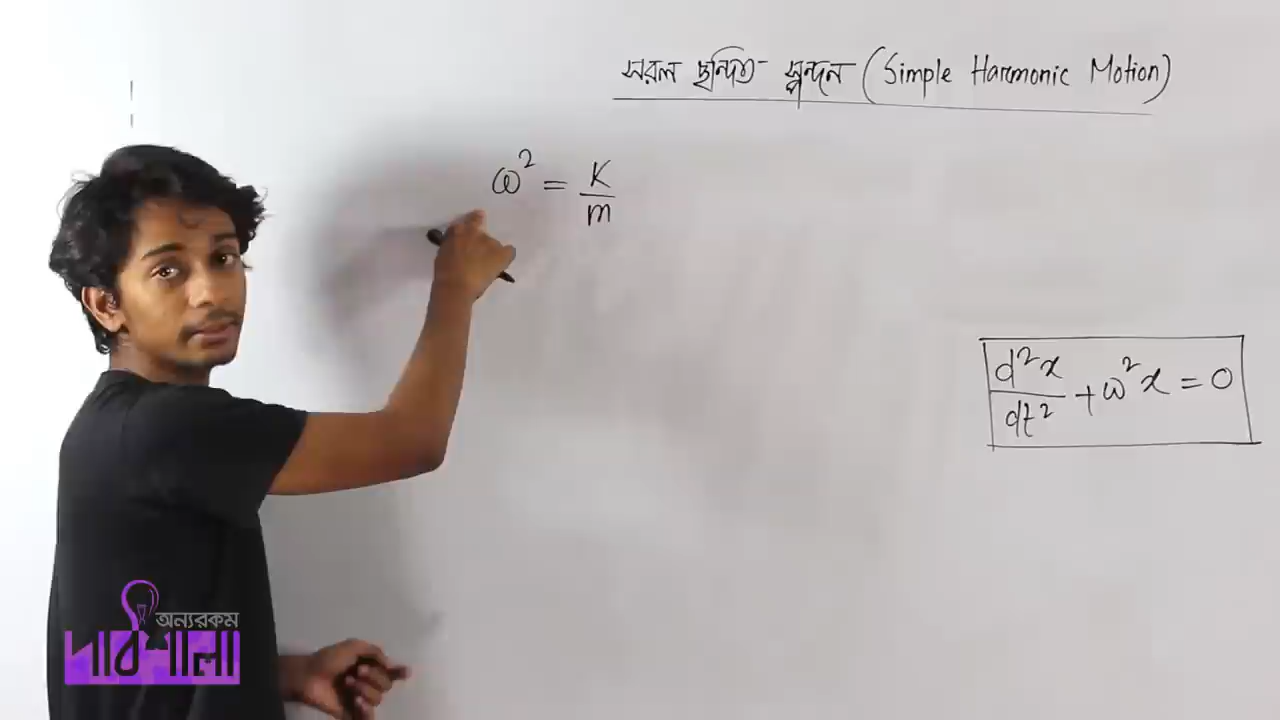 সরল ছন্দিত স্পন্দন (Simple Harmonic Motion)
ω² = K/m
d²x/dt² + ω²x = 0
অন্যরকম
পাঠশালা